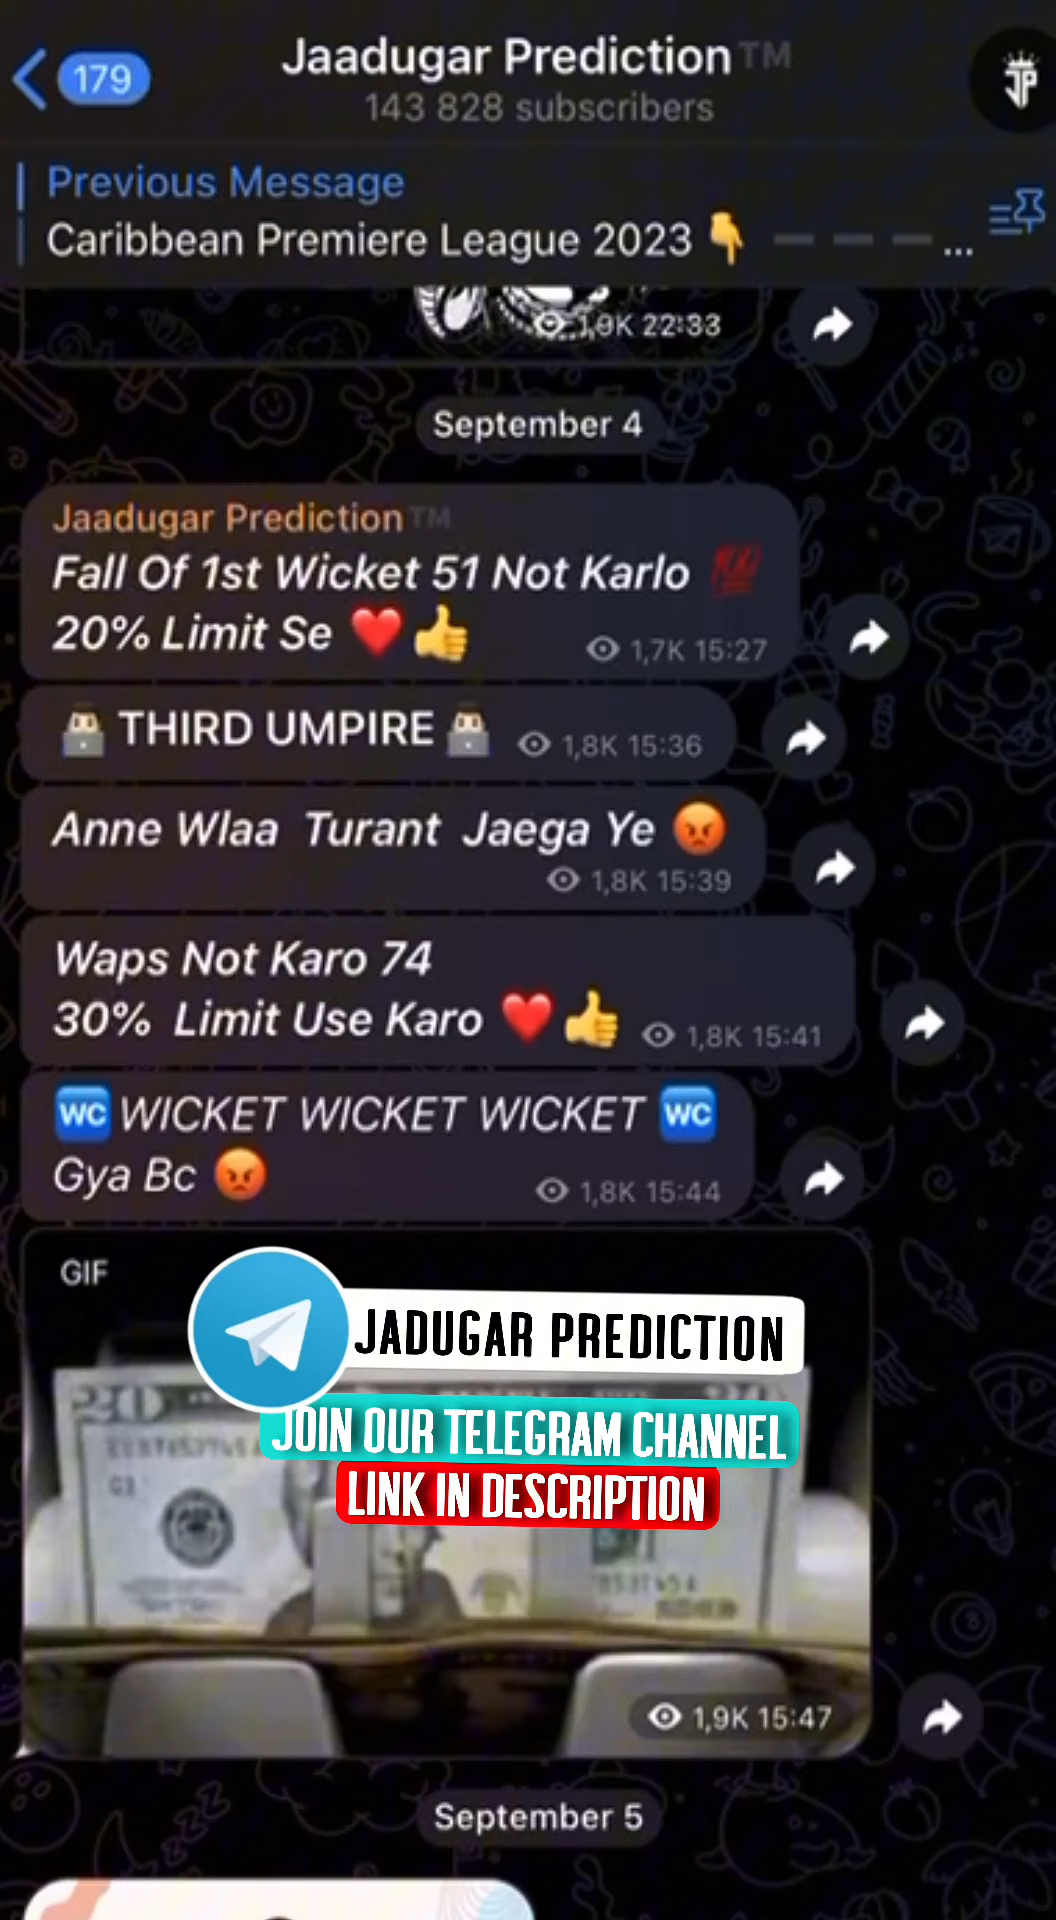 179
Jaadugar Prediction™
143 828 subscribers
JP
Previous Message
Caribbean Premiere League 2023 👇 — — — ...
1,9K 22:33
September 4
Jaadugar Prediction™
Fall Of 1st Wicket 51 Not Karlo 💯
20% Limit Se ❤️👍
1,7K 15:27
👨🏻‍💻 THIRD UMPIRE 👨🏻‍💻
1,8K 15:36
Anne Wlaa Turant Jaega Ye 😡
1,8K 15:39
Waps Not Karo 74
30% Limit Use Karo ❤️👍
1,8K 15:41
🚾 WICKET WICKET WICKET 🚾
Gya Bc 😡
1,8K 15:44
GIF
JADUGAR PREDICTION
JOIN OUR TELEGRAM CHANNEL
LINK IN DESCRIPTION
1,9K 15:47
September 5